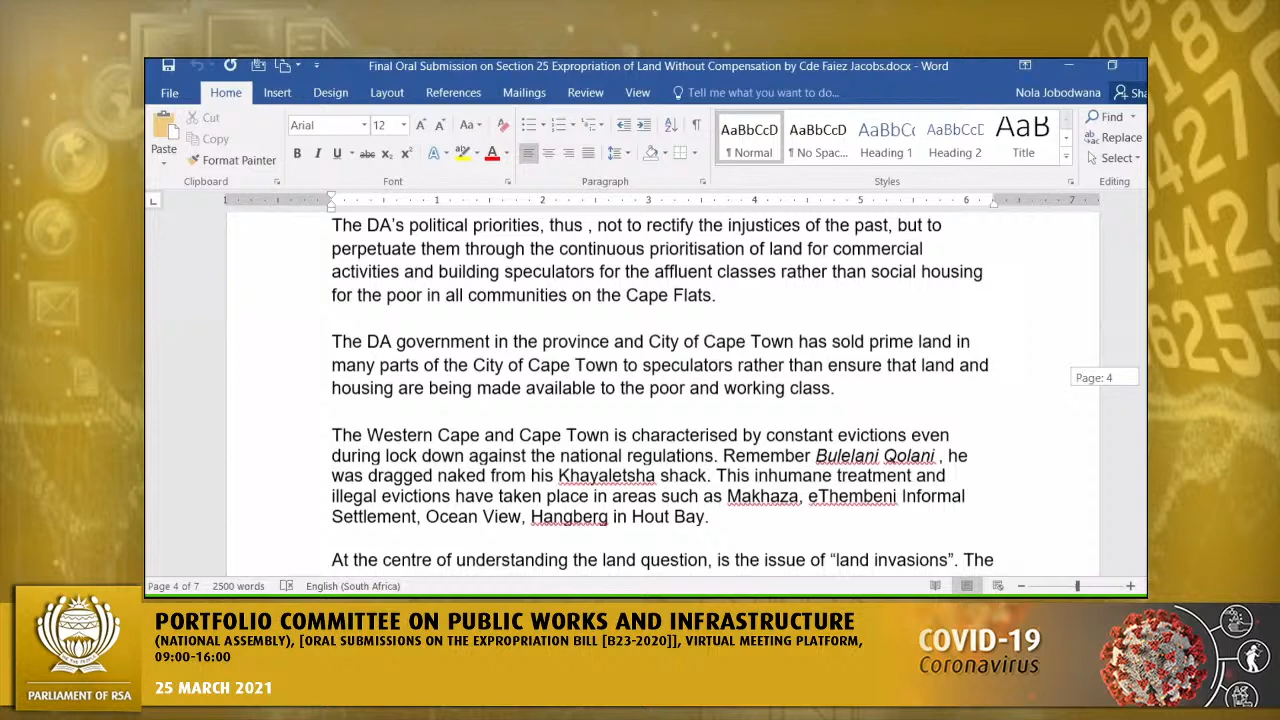 Final Oral Submission on Section 25 Expropriation of Land Without Compensation by Cde Faiez Jacobs.docx - Word
File Home Insert Design Layout References Mailings Review View Tell me what you want to do... Nola Jobodwana Sha
Paste
Cut
Copy
Format Painter
Clipboard
Arial 12
Font
Paragraph
AaBbCcD AaBbCcD AaBbCc AaBbCcD AaB
¶ Normal ¶ No Spac... Heading 1 Heading 2 Title
Styles
Find
Replace
Select
Editing
1 1 2 3 4 5 6 7
The DA's political priorities, thus , not to rectify the injustices of the past, but to
perpetuate them through the continuous prioritisation of land for commercial
activities and building speculators for the affluent classes rather than social housing
for the poor in all communities on the Cape Flats.
The DA government in the province and City of Cape Town has sold prime land in
many parts of the City of Cape Town to speculators rather than ensure that land and
housing are being made available to the poor and working class.
Page: 4
The Western Cape and Cape Town is characterised by constant evictions even
during lock down against the national regulations. Remember Bulelani Qolani , he
was dragged naked from his Khayaletsha shack. This inhumane treatment and
illegal evictions have taken place in areas such as Makhaza, eThembeni Informal
Settlement, Ocean View, Hangberg in Hout Bay.
At the centre of understanding the land question, is the issue of “land invasions”. The
Page 4 of 7 2500 words English (South Africa)
PORTFOLIO COMMITTEE ON PUBLIC WORKS AND INFRASTRUCTURE
(NATIONAL ASSEMBLY), [ORAL SUBMISSIONS ON THE EXPROPRIATION BILL [B23-2020]], VIRTUAL MEETING PLATFORM,
09:00-16:00
25 MARCH 2021
PARLIAMENT OF RSA
COVID-19
Coronavirus